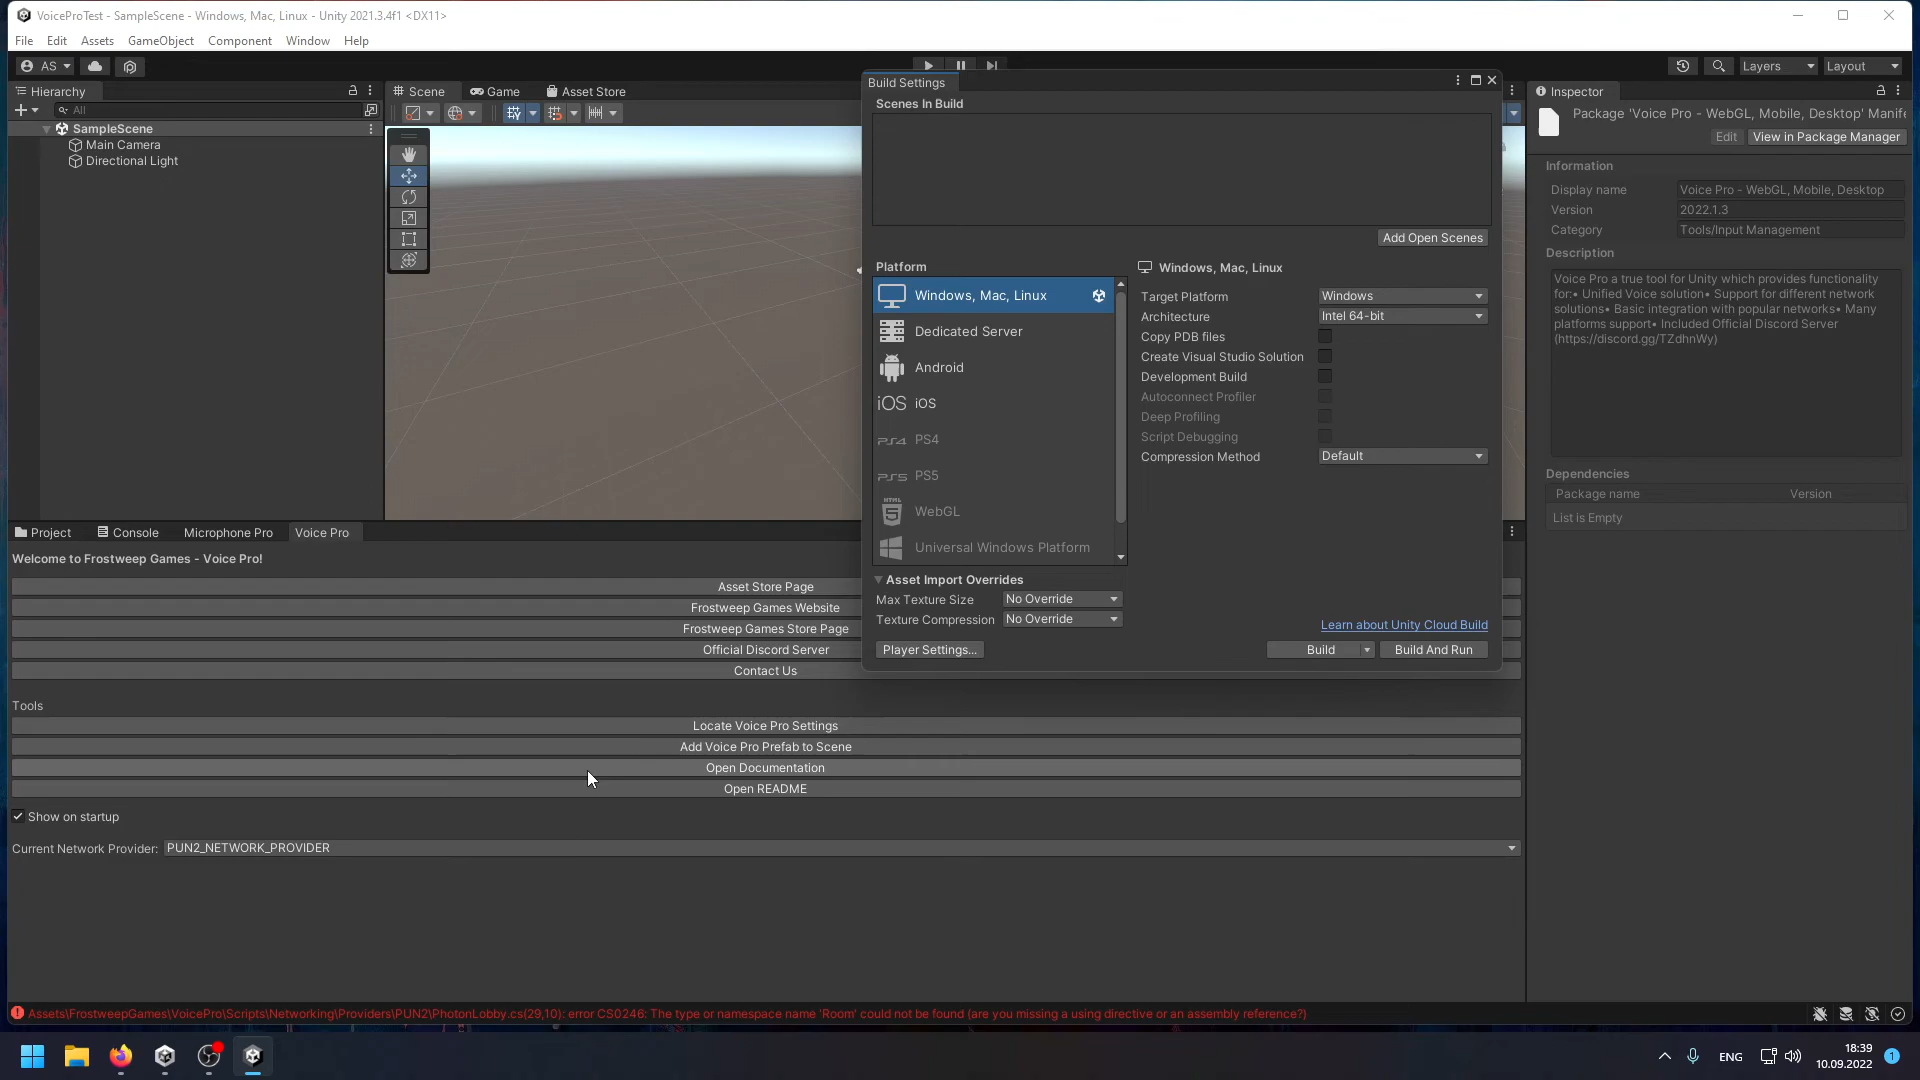 VoiceProTest - SampleScene - Windows, Mac, Linux - Unity 2021.3.4f1 <DX11>
File Edit Assets GameObject Component Window Help
AS
Layers Layout
Hierarchy
All
SampleScene
Main Camera
Directional Light
Scene Game Asset Store
Build Settings
Scenes In Build
Add Open Scenes
Platform
Windows, Mac, Linux
Dedicated Server
Android
iOS iOS
PS4 PS4
PS5 PS5
HTML 5 WebGL
Universal Windows Platform
Windows, Mac, Linux
Target Platform Windows
Architecture Intel 64-bit
Copy PDB files
Create Visual Studio Solution
Development Build
Autoconnect Profiler
Deep Profiling
Script Debugging
Compression Method Default
Asset Import Overrides
Max Texture Size No Override
Texture Compression No Override
Learn about Unity Cloud Build
Player Settings... Build Build And Run
Inspector
Package 'Voice Pro - WebGL, Mobile, Desktop' Manife
Edit View in Package Manager
Information
Display name Voice Pro - WebGL, Mobile, Desktop
Version 2022.1.3
Category Tools/Input Management
Description
Voice Pro a true tool for Unity which provides functionality
for:• Unified Voice solution• Support for different network
solutions• Basic integration with popular networks• Many
platforms support• Included Official Discord Server
(https://discord.gg/TZdhnWy)
Dependencies
Package name Version
List is Empty
Project Console Microphone Pro Voice Pro
Welcome to Frostweep Games - Voice Pro!
Asset Store Page
Frostweep Games Website
Frostweep Games Store Page
Official Discord Server
Contact Us
Tools
Locate Voice Pro Settings
Add Voice Pro Prefab to Scene
Open Documentation
Open README
Show on startup
Current Network Provider: PUN2_NETWORK_PROVIDER
Assets\FrostweepGames\VoicePro\Scripts\Networking\Providers\PUN2\PhotonLobby.cs(29,10): error CS0246: The type or namespace name 'Room' could not be found (are you missing a using directive or an assembly reference?)
ENG
18:39
10.09.2022
1